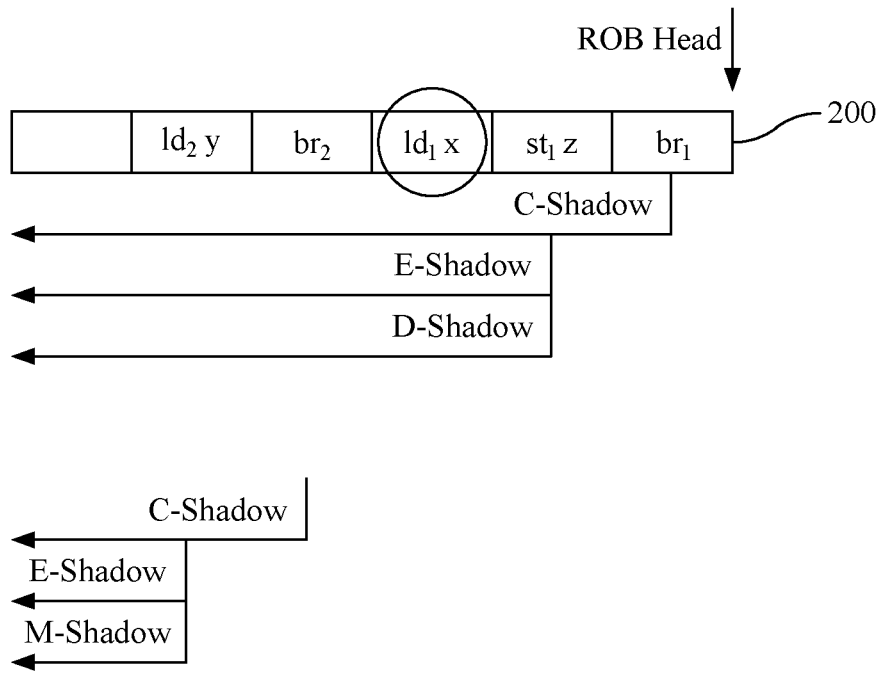 ROB Head
200
ld₂ y br₂ ld₁ x st₁ z br₁
C-Shadow
E-Shadow
D-Shadow
C-Shadow
E-Shadow
M-Shadow